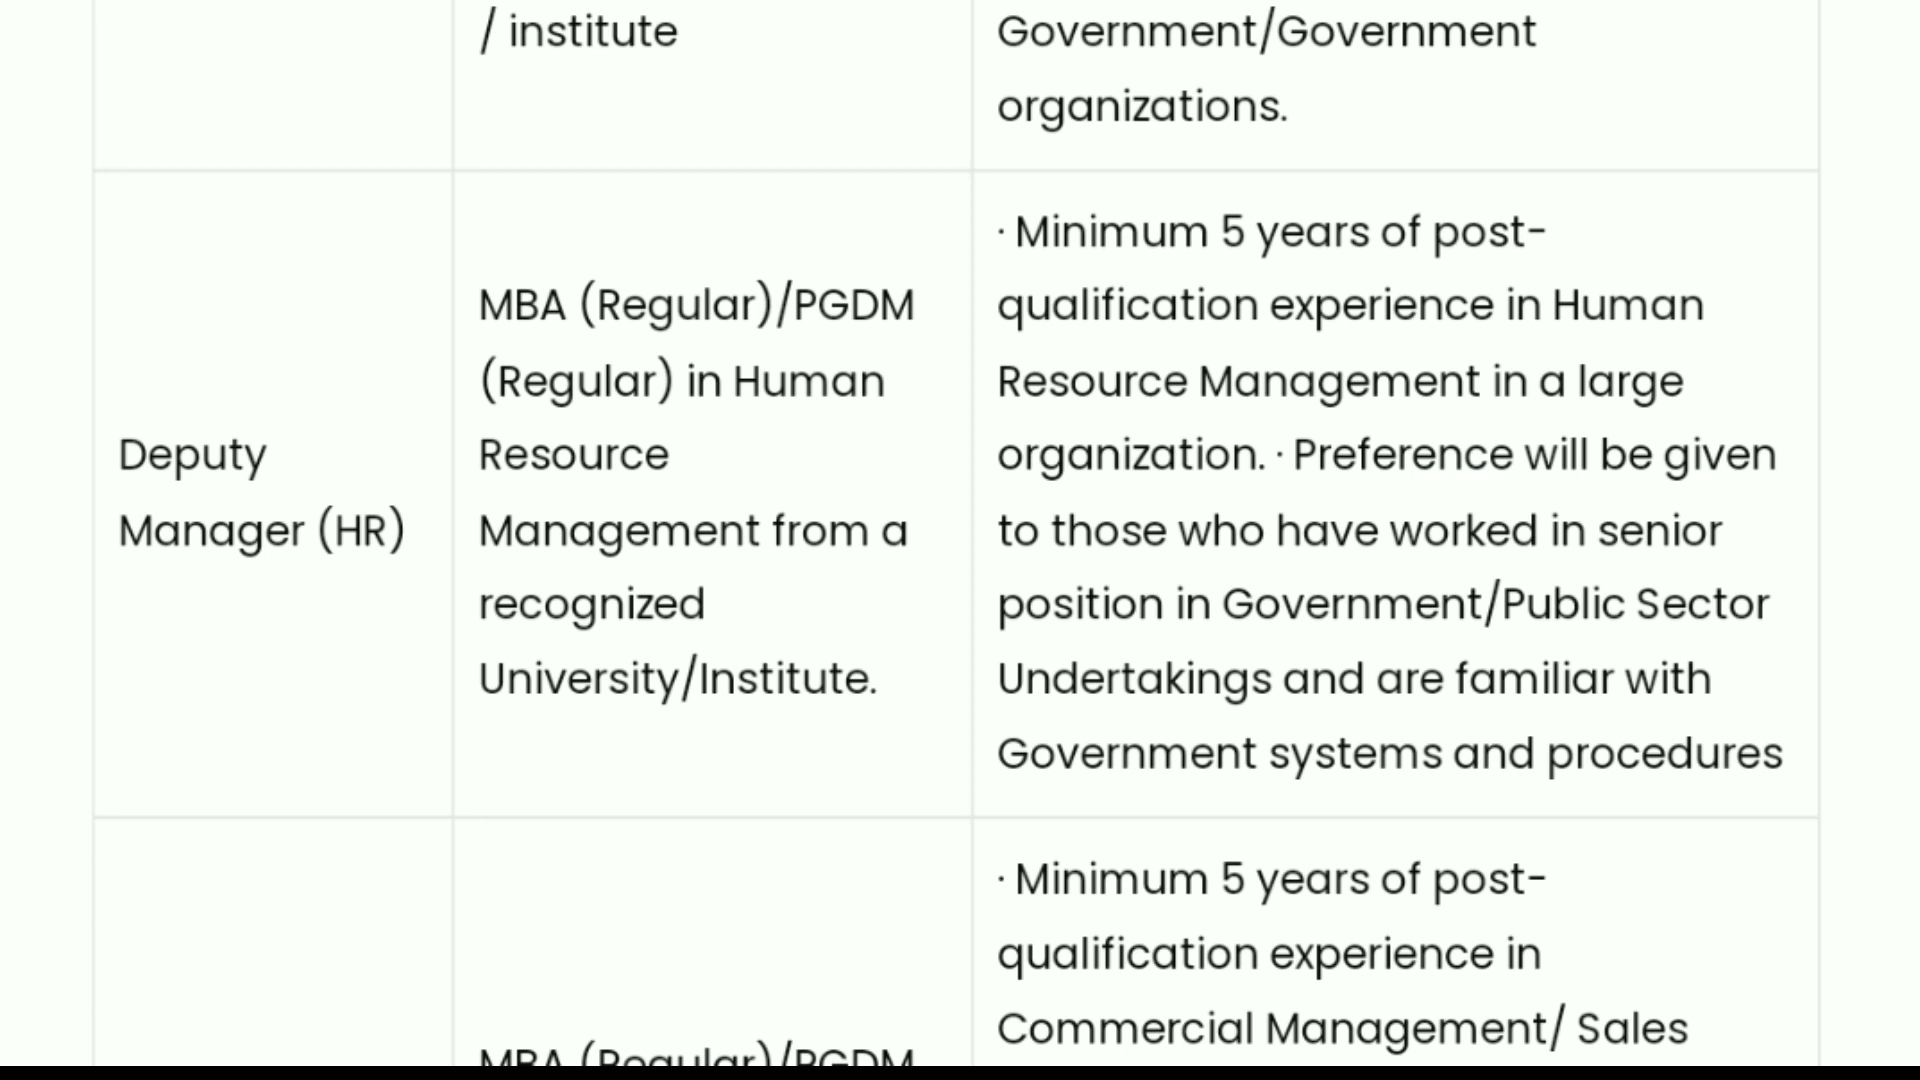 / institute
Government/Government
organizations.
Deputy
Manager (HR)
MBA (Regular)/PGDM
(Regular) in Human
Resource
Management from a
recognized
University/Institute.
· Minimum 5 years of post-
qualification experience in Human
Resource Management in a large
organization. · Preference will be given
to those who have worked in senior
position in Government/Public Sector
Undertakings and are familiar with
Government systems and procedures
MBA (Regular)/PGDM
· Minimum 5 years of post-
qualification experience in
Commercial Management/ Sales